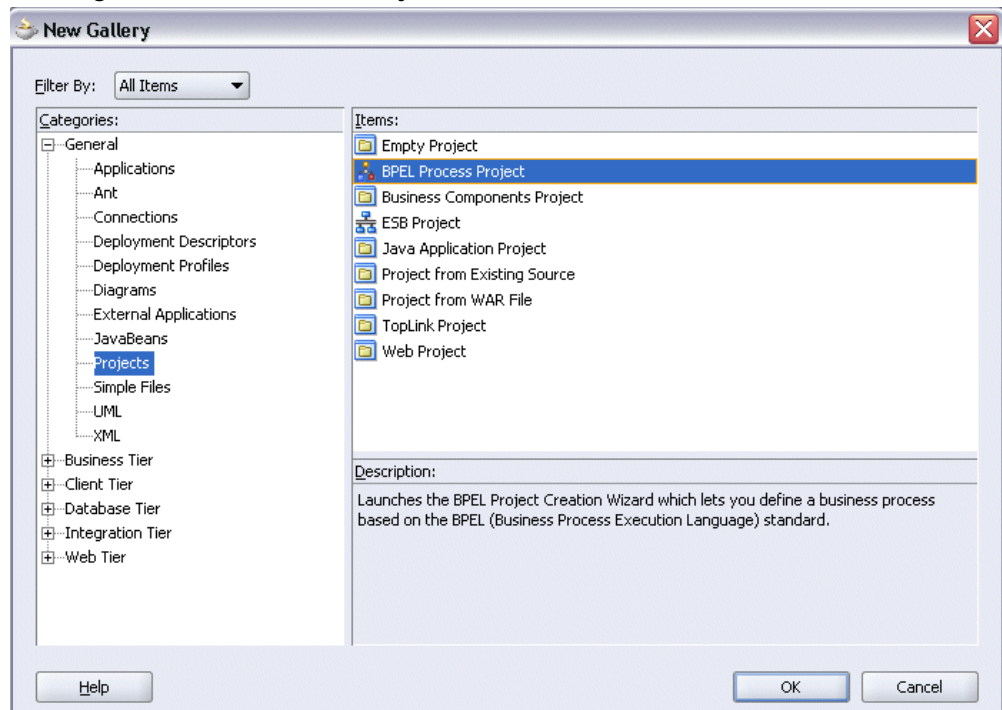 New Gallery
Filter By: All Items
Categories:
General
Applications
Ant
Connections
Deployment Descriptors
Deployment Profiles
Diagrams
External Applications
JavaBeans
Projects
Simple Files
UML
XML
Business Tier
Client Tier
Database Tier
Integration Tier
Web Tier
Items:
Empty Project
BPEL Process Project
Business Components Project
ESB Project
Java Application Project
Project from Existing Source
Project from WAR File
TopLink Project
Web Project
Description:
Launches the BPEL Project Creation Wizard which lets you define a business process
based on the BPEL (Business Process Execution Language) standard.
Help
OK
Cancel